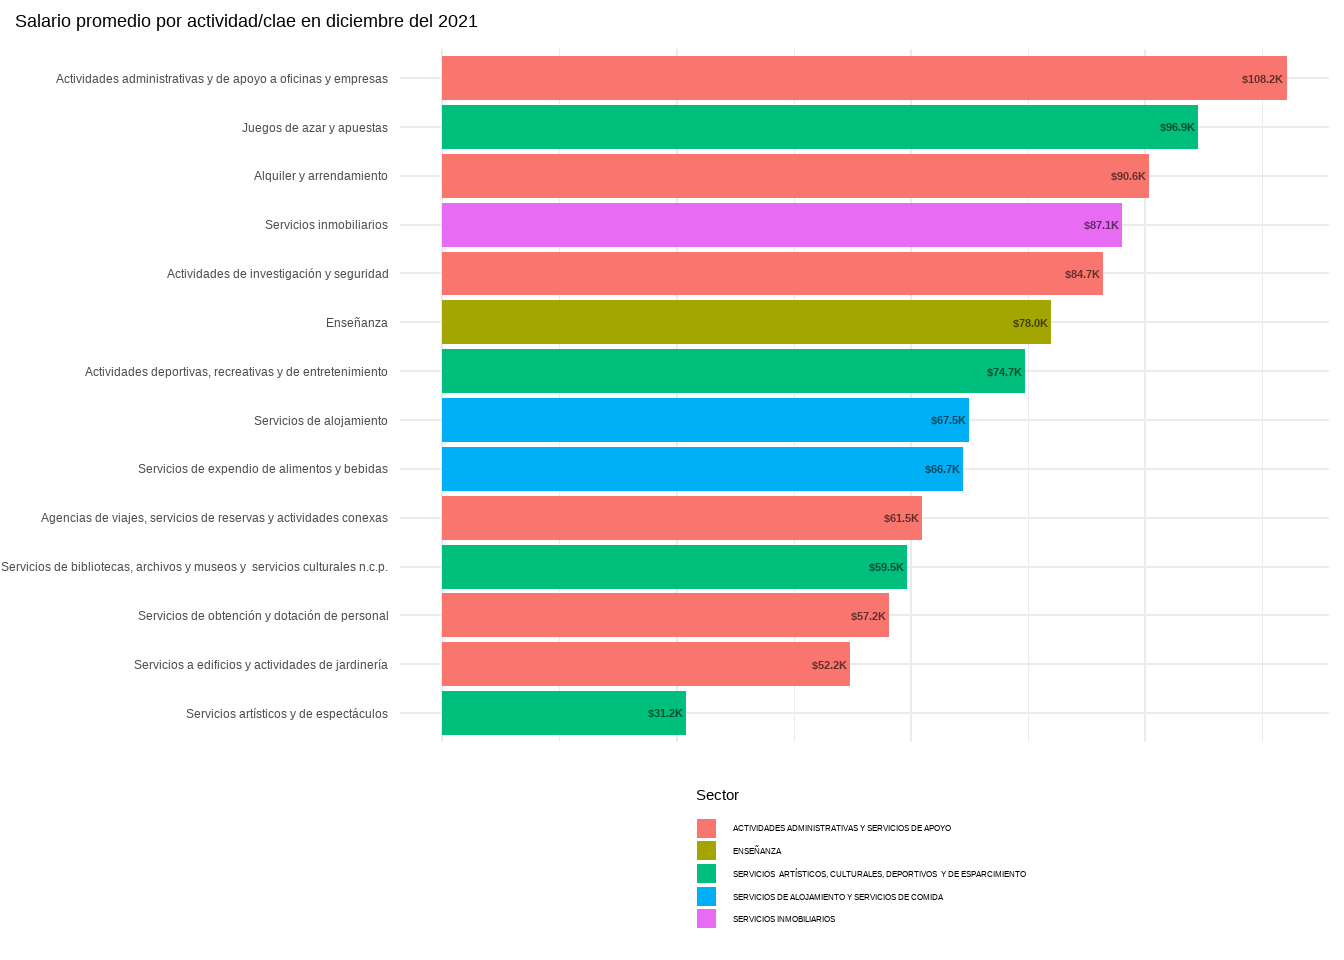 Salario promedio por actividad/clae en diciembre del 2021
Actividades administrativas y de apoyo a oficinas y empresas $108.2K
Juegos de azar y apuestas $96.9K
Alquiler y arrendamiento $90.6K
Servicios inmobiliarios $87.1K
Actividades de investigación y seguridad $84.7K
Enseñanza $78.0K
Actividades deportivas, recreativas y de entretenimiento $74.7K
Servicios de alojamiento $67.5K
Servicios de expendio de alimentos y bebidas $66.7K
Agencias de viajes, servicios de reservas y actividades conexas $61.5K
Servicios de bibliotecas, archivos y museos y  servicios culturales n.c.p. $59.5K
Servicios de obtención y dotación de personal $57.2K
Servicios a edificios y actividades de jardinería $52.2K
Servicios artísticos y de espectáculos $31.2K
Sector
ACTIVIDADES ADMINISTRATIVAS Y SERVICIOS DE APOYO
ENSEÑANZA
SERVICIOS  ARTÍSTICOS, CULTURALES, DEPORTIVOS  Y DE ESPARCIMIENTO
SERVICIOS DE ALOJAMIENTO Y SERVICIOS DE COMIDA
SERVICIOS INMOBILIARIOS